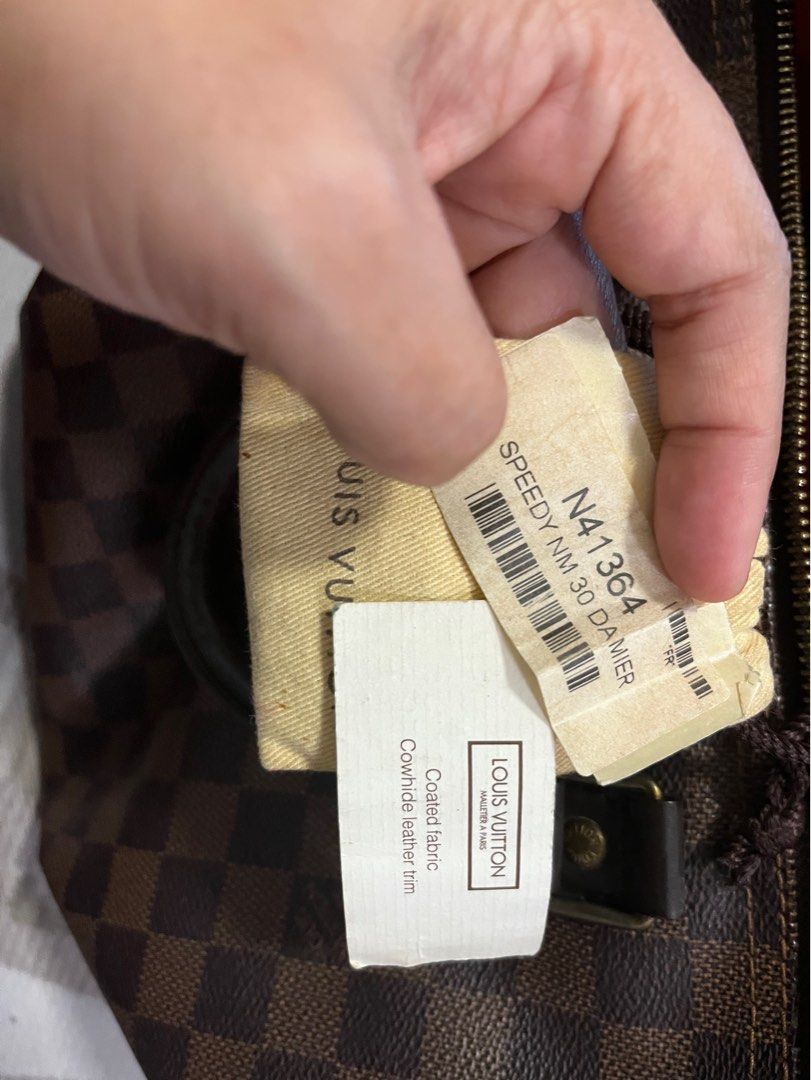 N41364
SPEEDY NM 30 DAMIER
"FR"
LOUIS VUITTON
MALLETIER A PARIS
Coated fabric
Cowhide leather trim